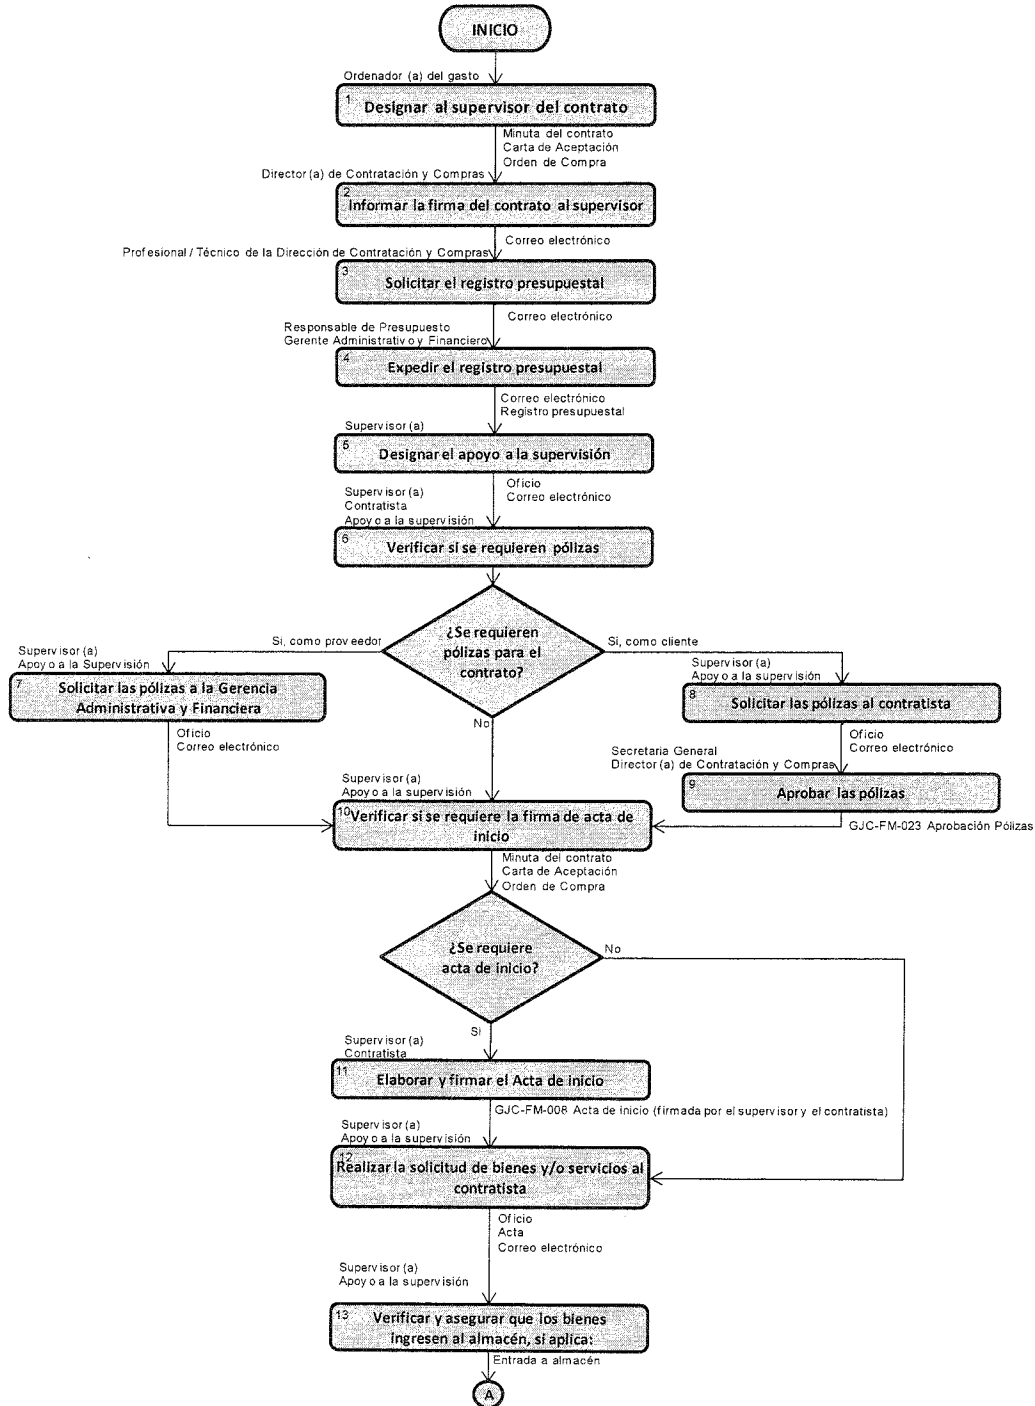 INICIO
Ordenador (a) del gasto
1
Designar al supervisor del contrato
Minuta del contrato
Carta de Aceptación
Orden de Compra
Director(a) de Contratación y Compras
2
Informar la firma del contrato al supervisor
Correo electrónico
Profesional / Técnico de la Dirección de Contratación y Compras
3
Solicitar el registro presupuestal
Correo electrónico
Responsable de Presupuesto
Gerente Administrativo y Financiero
4
Expedir el registro presupuestal
Correo electrónico
Registro presupuestal
Supervisor(a)
5
Designar el apoyo a la supervisión
Oficio
Correo electrónico
Supervisor(a)
Contratista
Apoyo a la supervisión
6
Verificar si se requieren pólizas
¿Se requieren
pólizas para el
contrato?
Si, como proveedor
Si, como cliente
No
Supervisor(a)
Apoyo a la Supervisión
7
Solicitar las pólizas a la Gerencia
Administrativa y Financiera
Oficio
Correo electrónico
Supervisor(a)
Apoyo a la supervisión
8
Solicitar las pólizas al contratista
Oficio
Correo electrónico
Secretaria General
Director(a) de Contratación y Compras
9
Aprobar las pólizas
GJC-FM-023 Aprobación Pólizas
Supervisor(a)
Apoyo a la supervisión
10
Verificar si se requiere la firma de acta de
inicio
Minuta del contrato
Carta de Aceptación
Orden de Compra
¿Se requiere
acta de inicio?
No
Si
Supervisor(a)
Contratista
11
Elaborar y firmar el Acta de inicio
GJC-FM-008 Acta de inicio (firmada por el supervisor y el contratista)
Supervisor(a)
Apoyo a la supervisión
12
Realizar la solicitud de bienes y/o servicios al
contratista
Oficio
Acta
Correo electrónico
Supervisor(a)
Apoyo a la supervisión
13
Verificar y asegurar que los bienes
ingresen al almacén, si aplica:
Entrada a almacén
A